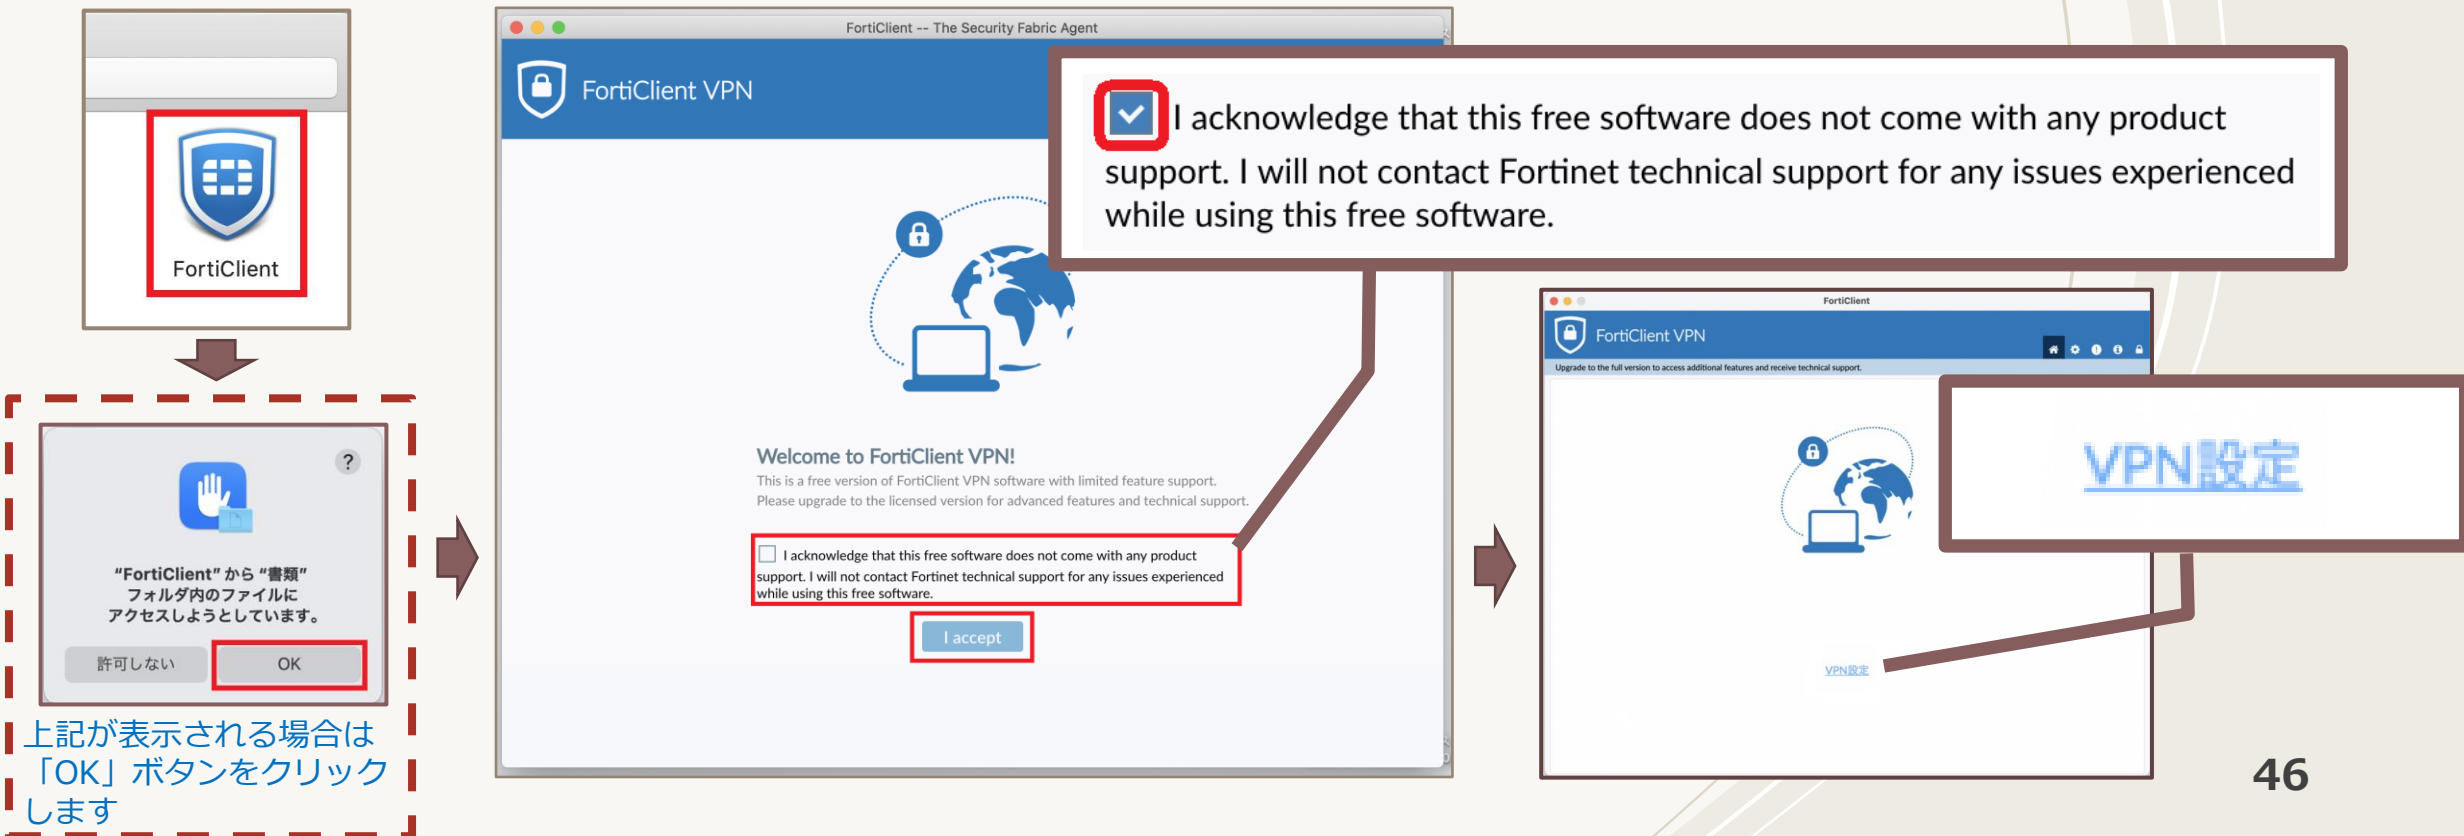 FortiClient
?
“FortiClient” から “書類”
フォルダ内のファイルに
アクセスしようとしています。
許可しない
OK
上記が表示される場合は
「OK」ボタンをクリック
します
FortiClient -- The Security Fabric Agent
FortiClient VPN
Welcome to FortiClient VPN!
This is a free version of FortiClient VPN software with limited feature support.
Please upgrade to the licensed version for advanced features and technical support.
I acknowledge that this free software does not come with any product
support. I will not contact Fortinet technical support for any issues experienced
while using this free software.
I accept
I acknowledge that this free software does not come with any product
support. I will not contact Fortinet technical support for any issues experienced
while using this free software.
FortiClient
FortiClient VPN
Upgrade to the full version to access additional features and receive technical support.
VPN設定
VPN設定
46